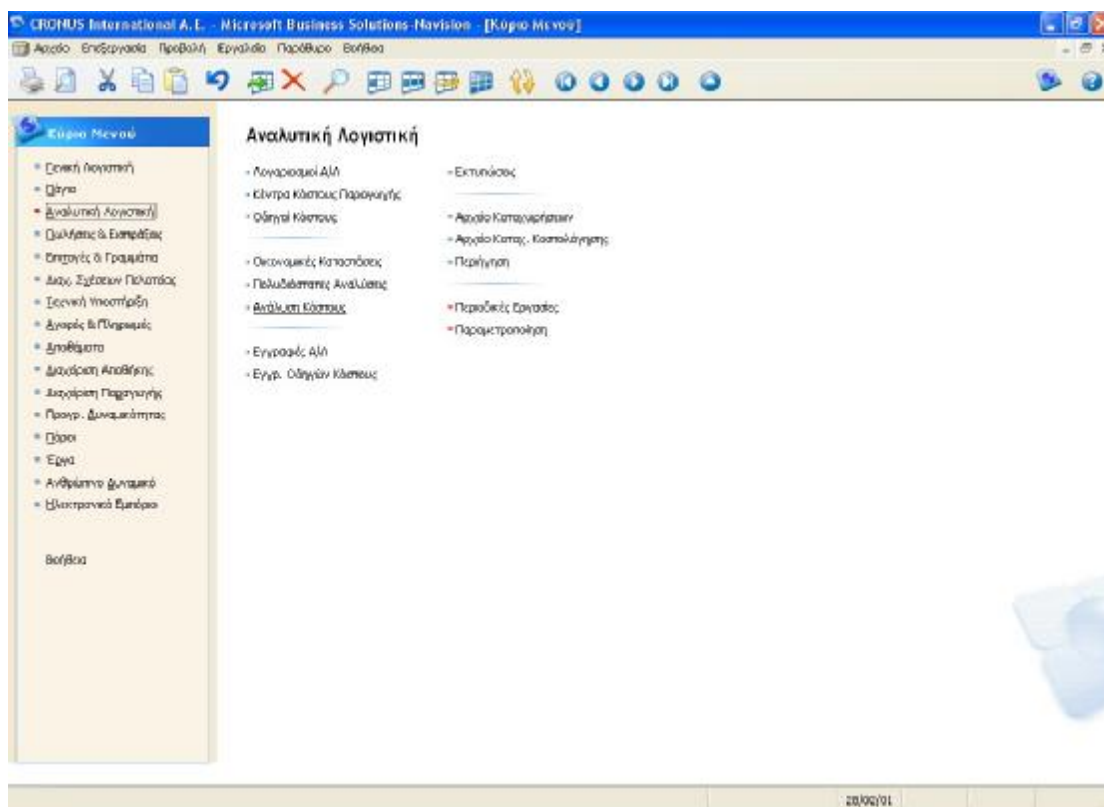 CRONUS International A.E. - Microsoft Business Solutions-Navision - [Κύριο Μενού]
Αρχείο Επεξεργασία Προβολή Εργαλεία Παράθυρο Βοήθεια
Κύριο Μενού
Γενική Λογιστική
Πάγια
Αναλυτική Λογιστική
Πωλήσεις & Εισπράξεις
Επιταγές & Γραμμάτια
Διαχ. Σχέσεων Πελατείας
Τεχνική Υποστήριξη
Αγορές & Πληρωμές
Αποθέματα
Διαχείριση Αποθήκης
Διαχείριση Παραγωγής
Προγρ. Δυναμικότητας
Πόροι
Έργα
Ανθρώπινο Δυναμικό
Ηλεκτρονικό Εμπόριο
Βοήθεια
Αναλυτική Λογιστική
Λογαριασμοί Α/Λ
Κέντρα Κόστους Παραγωγής
Οδηγοί Κόστους
Οικονομικές Καταστάσεις
Πολυδιάστατες Αναλύσεις
Ανάλυση Κόστους
Εγγραφές Α/Λ
Εγγρ. Οδηγών Κόστους
Εκτυπώσεις
Αρχείο Καταχωρήσεων
Αρχείο Καταχ. Κοστολόγησης
Περιήγηση
Περιοδικές Εργασίες
Παραμετροποίηση
28/02/01